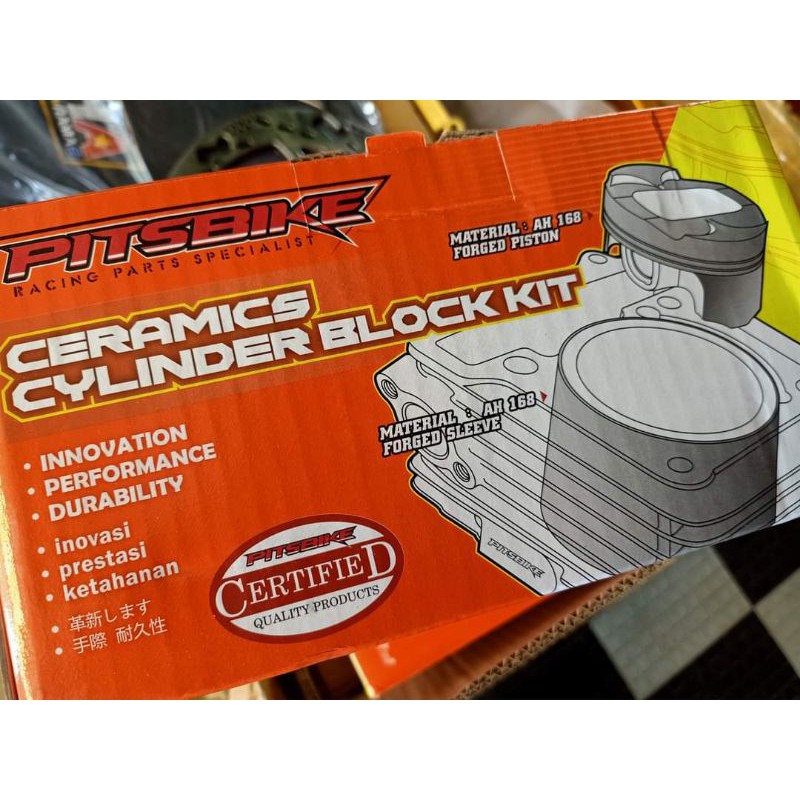 PITSBIKE
RACING PARTS SPECIALIST
CERAMICS
CYLINDER BLOCK KIT
MATERIAL : AH 168
FORGED PISTON
MATERIAL : AH 168
FORGED SLEEVE
• INNOVATION
• PERFORMANCE
• DURABILITY
• inovasi
• prestasi
• ketahanan
• 革新します
• 手際 耐久性
PITSBIKE
CERTIFIED
QUALITY PRODUCTS
PITSBIKE